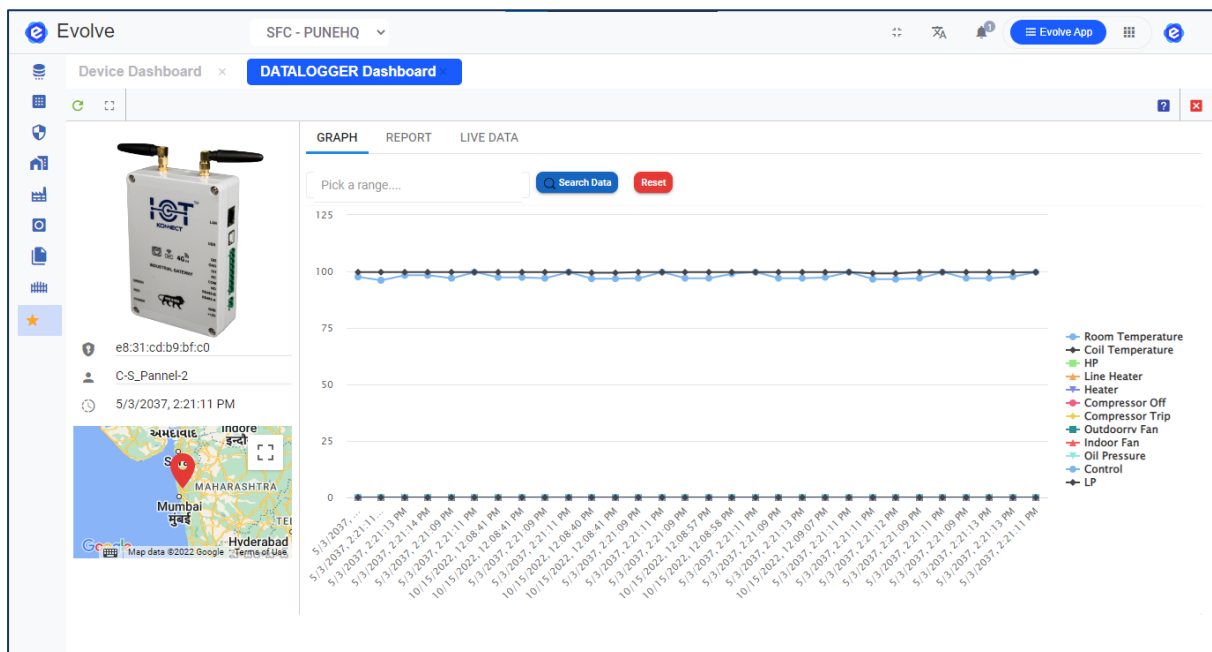 Evolve
SFC - PUNEHQ
1
Evolve App
Device Dashboard ×
DATALOGGER Dashboard ×
GRAPH REPORT LIVE DATA
Pick a range....
Search Data
Reset
IOT
KONNECT
4G
INDUSTRIAL GATEWAY
LAN
USB
e8:31:cd:b9:bf:c0
C-S_Pannel-2
5/3/2037, 2:21:11 PM
અમદાવાદ
Indore
MAHARASHTRA
Mumbai
मुंबई
Hyderabad
Google
Map data ©2022 Google
Terms of Use
125
100
75
50
25
0
5/3/2037, ...
5/3/2037, 2:21:11...
5/3/2037, 2:21:13 PM
5/3/2037, 2:21:14 PM
5/3/2037, 2:21:09 PM
5/3/2037, 2:21:11 PM
10/15/2022, 12:08:41 PM
10/15/2022, 12:08:41 PM
5/3/2037, 2:21:09 PM
5/3/2037, 2:21:11 PM
10/15/2022, 12:08:40 PM
10/15/2022, 12:08:41 PM
5/3/2037, 2:21:09 PM
5/3/2037, 2:21:11 PM
5/3/2037, 2:21:09 PM
10/15/2022, 12:08:57 PM
10/15/2022, 12:08:58 PM
5/3/2037, 2:21:11 PM
5/3/2037, 2:21:09 PM
5/3/2037, 2:21:13 PM
10/15/2022, 12:09:07 PM
5/3/2037, 2:21:11 PM
5/3/2037, 2:21:12 PM
5/3/2037, 2:21:09 PM
5/3/2037, 2:21:11 PM
5/3/2037, 2:21:09 PM
5/3/2037, 2:21:13 PM
5/3/2037, 2:21:13 PM
5/3/2037, 2:21:11 PM
Room Temperature
Coil Temperature
HP
Line Heater
Heater
Compressor Off
Compressor Trip
Outdoorrv Fan
Indoor Fan
Oil Pressure
Control
LP